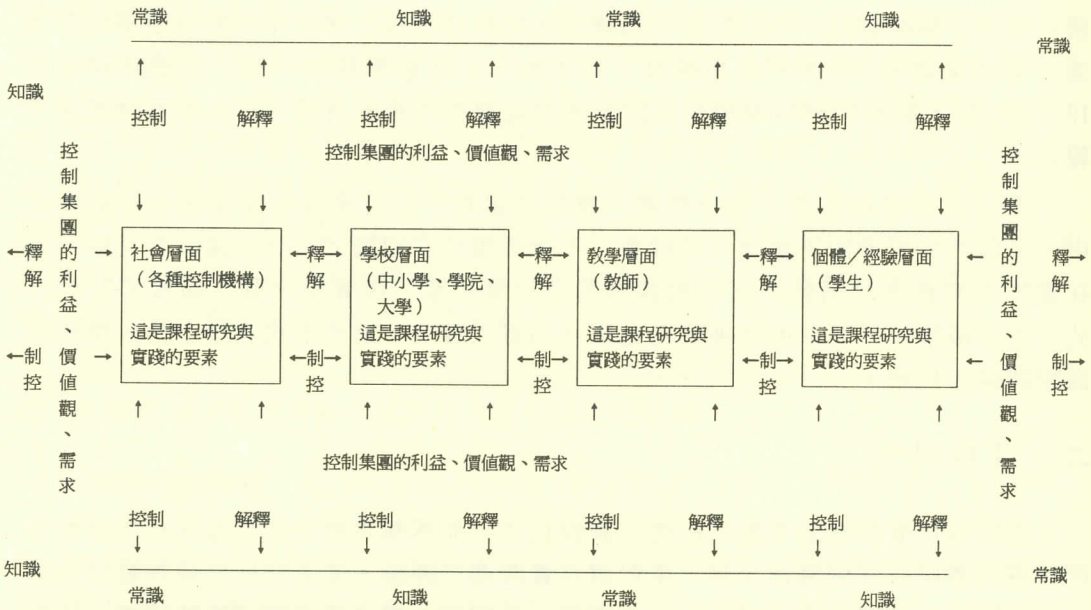 常識 知識 常識 知識
常識
知識
控制 解釋 控制 解釋 控制 解釋 控制 解釋
控制集團的利益、價值觀、需求
控制集團的利益、價值觀、需求
←釋解
←制控
社會層面
(各種控制機構)
這是課程研究與
實踐的要素
←釋→解
←制→控
學校層面
(中小學、學院、
大學)
這是課程研究與
實踐的要素
←釋→解
←制→控
教學層面
(教師)
這是課程研究與
實踐的要素
←釋→解
←制→控
個體/經驗層面
(學生)
這是課程研究與
實踐的要素
控制集團的利益、價值觀、需求
釋→解
制→控
控制集團的利益、價值觀、需求
控制 解釋 控制 解釋 控制 解釋 控制 解釋
知識
常識
常識 知識 常識 知識